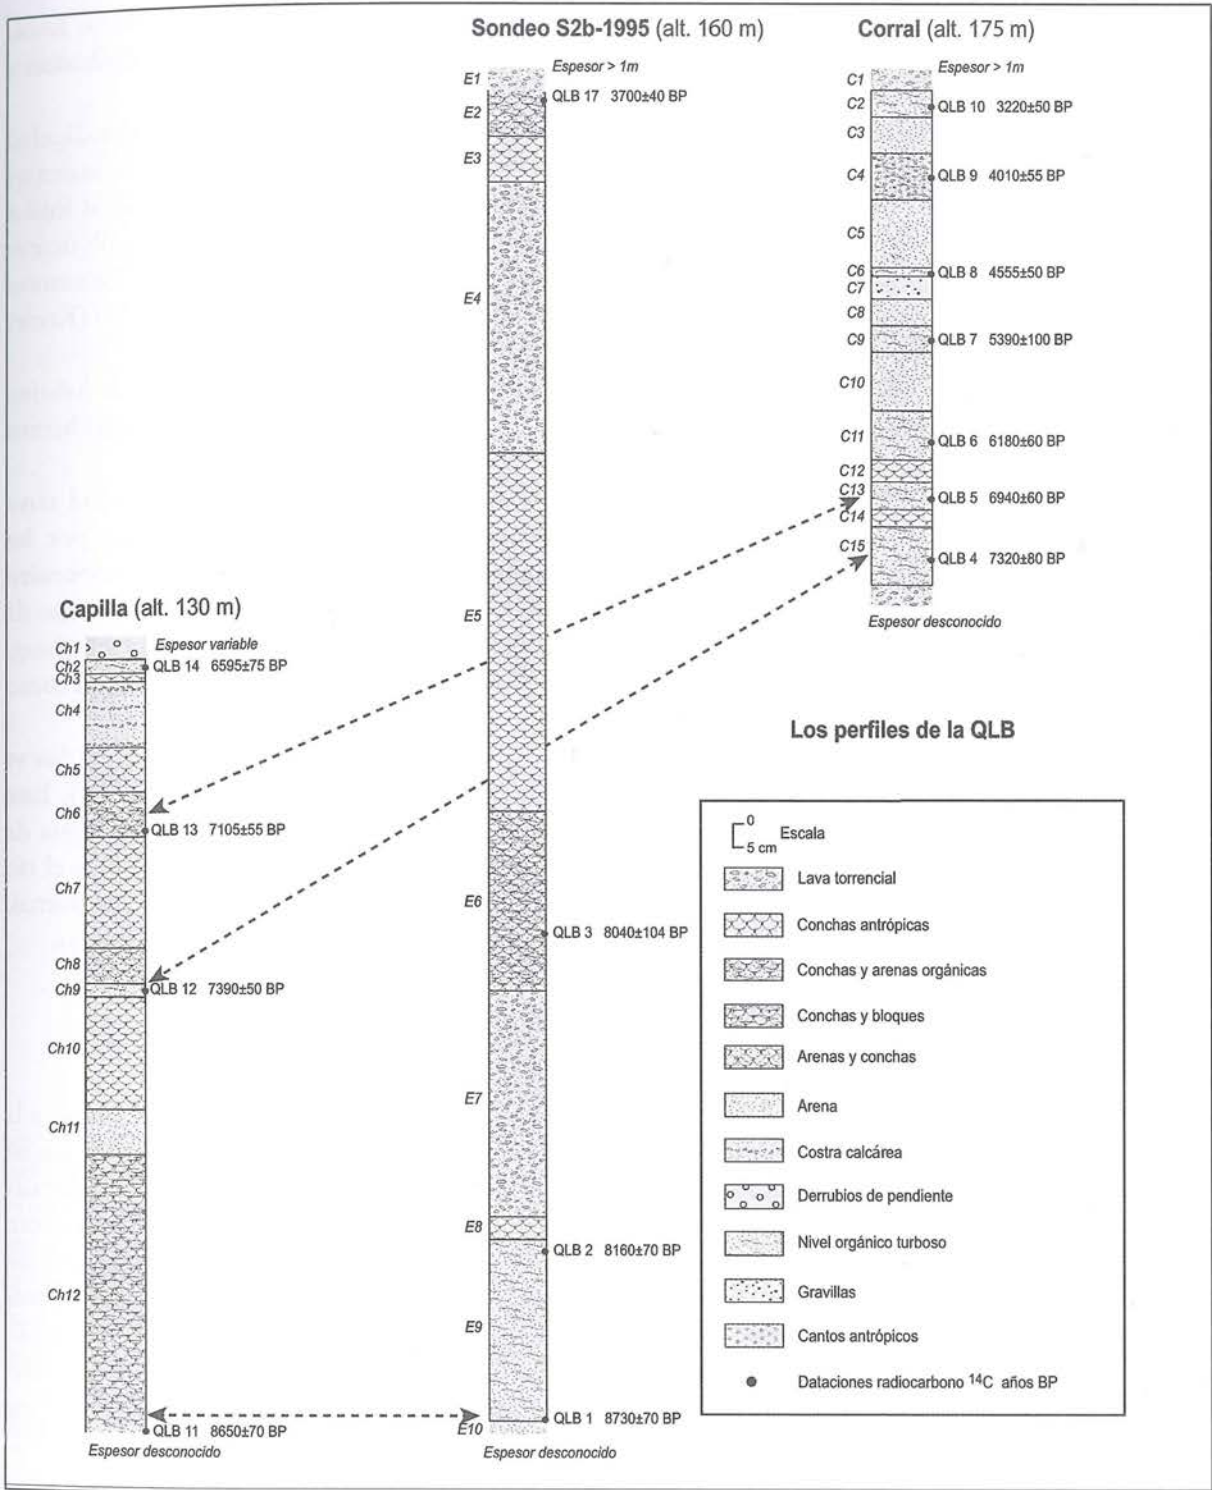 Sondeo S2b-1995 (alt. 160 m)
Espesor > 1m
E1
QLB 17 3700±40 BP
E2
E3
E4
E5
E6
QLB 3 8040±104 BP
E7
E8
QLB 2 8160±70 BP
E9
QLB 1 8730±70 BP
E10
Espesor desconocido
Corral (alt. 175 m)
Espesor > 1m
C1
C2
QLB 10 3220±50 BP
C3
C4
QLB 9 4010±55 BP
C5
C6
QLB 8 4555±50 BP
C7
C8
C9
QLB 7 5390±100 BP
C10
C11
QLB 6 6180±60 BP
C12
C13
QLB 5 6940±60 BP
C14
C15
QLB 4 7320±80 BP
Espesor desconocido
Capilla (alt. 130 m)
Ch1
Espesor variable
Ch2
QLB 14 6595±75 BP
Ch3
Ch4
Ch5
Ch6
QLB 13 7105±55 BP
Ch7
Ch8
Ch9
QLB 12 7390±50 BP
Ch10
Ch11
Ch12
QLB 11 8650±70 BP
Espesor desconocido
Los perfiles de la QLB
0
Escala
5 cm
Lava torrencial
Conchas antrópicas
Conchas y arenas orgánicas
Conchas y bloques
Arenas y conchas
Arena
Costra calcárea
Derrubios de pendiente
Nivel orgánico turboso
Gravillas
Cantos antrópicos
Dataciones radiocarbono ¹⁴C años BP